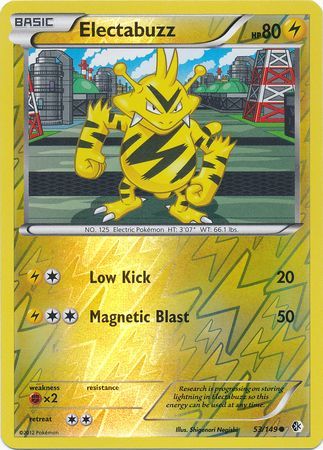 BASIC
Electabuzz
HP 80
NO. 125 Electric Pokémon HT: 3'07" WT: 66.1 lbs.
Low Kick 20
Magnetic Blast 50
weakness resistance
×2
retreat
Research is progressing on storing
lightning in Electabuzz so this
energy can be used at any time.
©2012 Pokémon
Illus. Shigenori Negishi
53/149